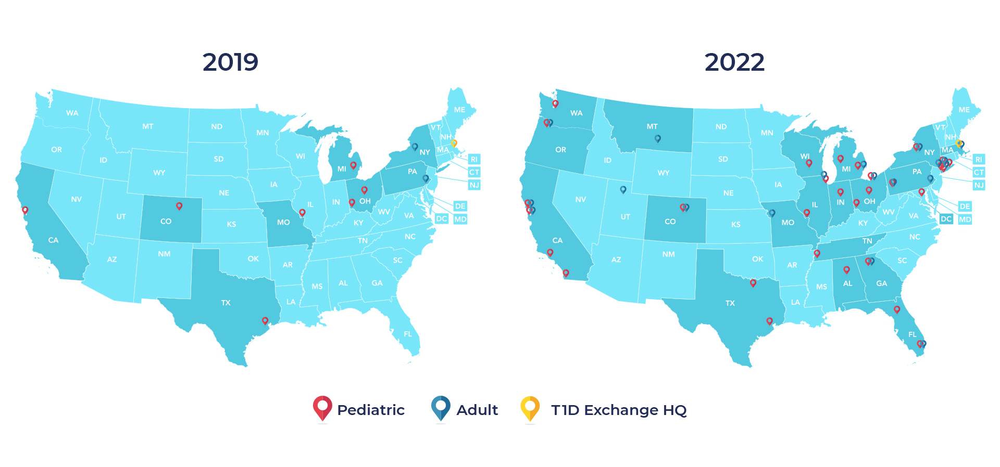 2019
2022
WA
MT
ND
MN
OR
ID
SD
WI
WY
IA
NE
NV
UT
CO
KS
CA
AZ
NM
OK
TX
MO
AR
LA
IL
IN
MI
OH
KY
TN
MS
AL
GA
FL
SC
NC
VA
WV
PA
NY
VT
NH
ME
MA
RI
CT
NJ
DE
DC
MD
WA
MT
ND
MN
OR
ID
SD
WI
WY
IA
NE
NV
UT
CO
KS
CA
AZ
NM
OK
TX
MO
AR
LA
IL
IN
MI
OH
KY
TN
MS
AL
GA
FL
SC
NC
VA
WV
PA
NY
VT
NH
ME
MA
RI
CT
NJ
DE
DC
MD
Pediatric
Adult
T1D Exchange HQ